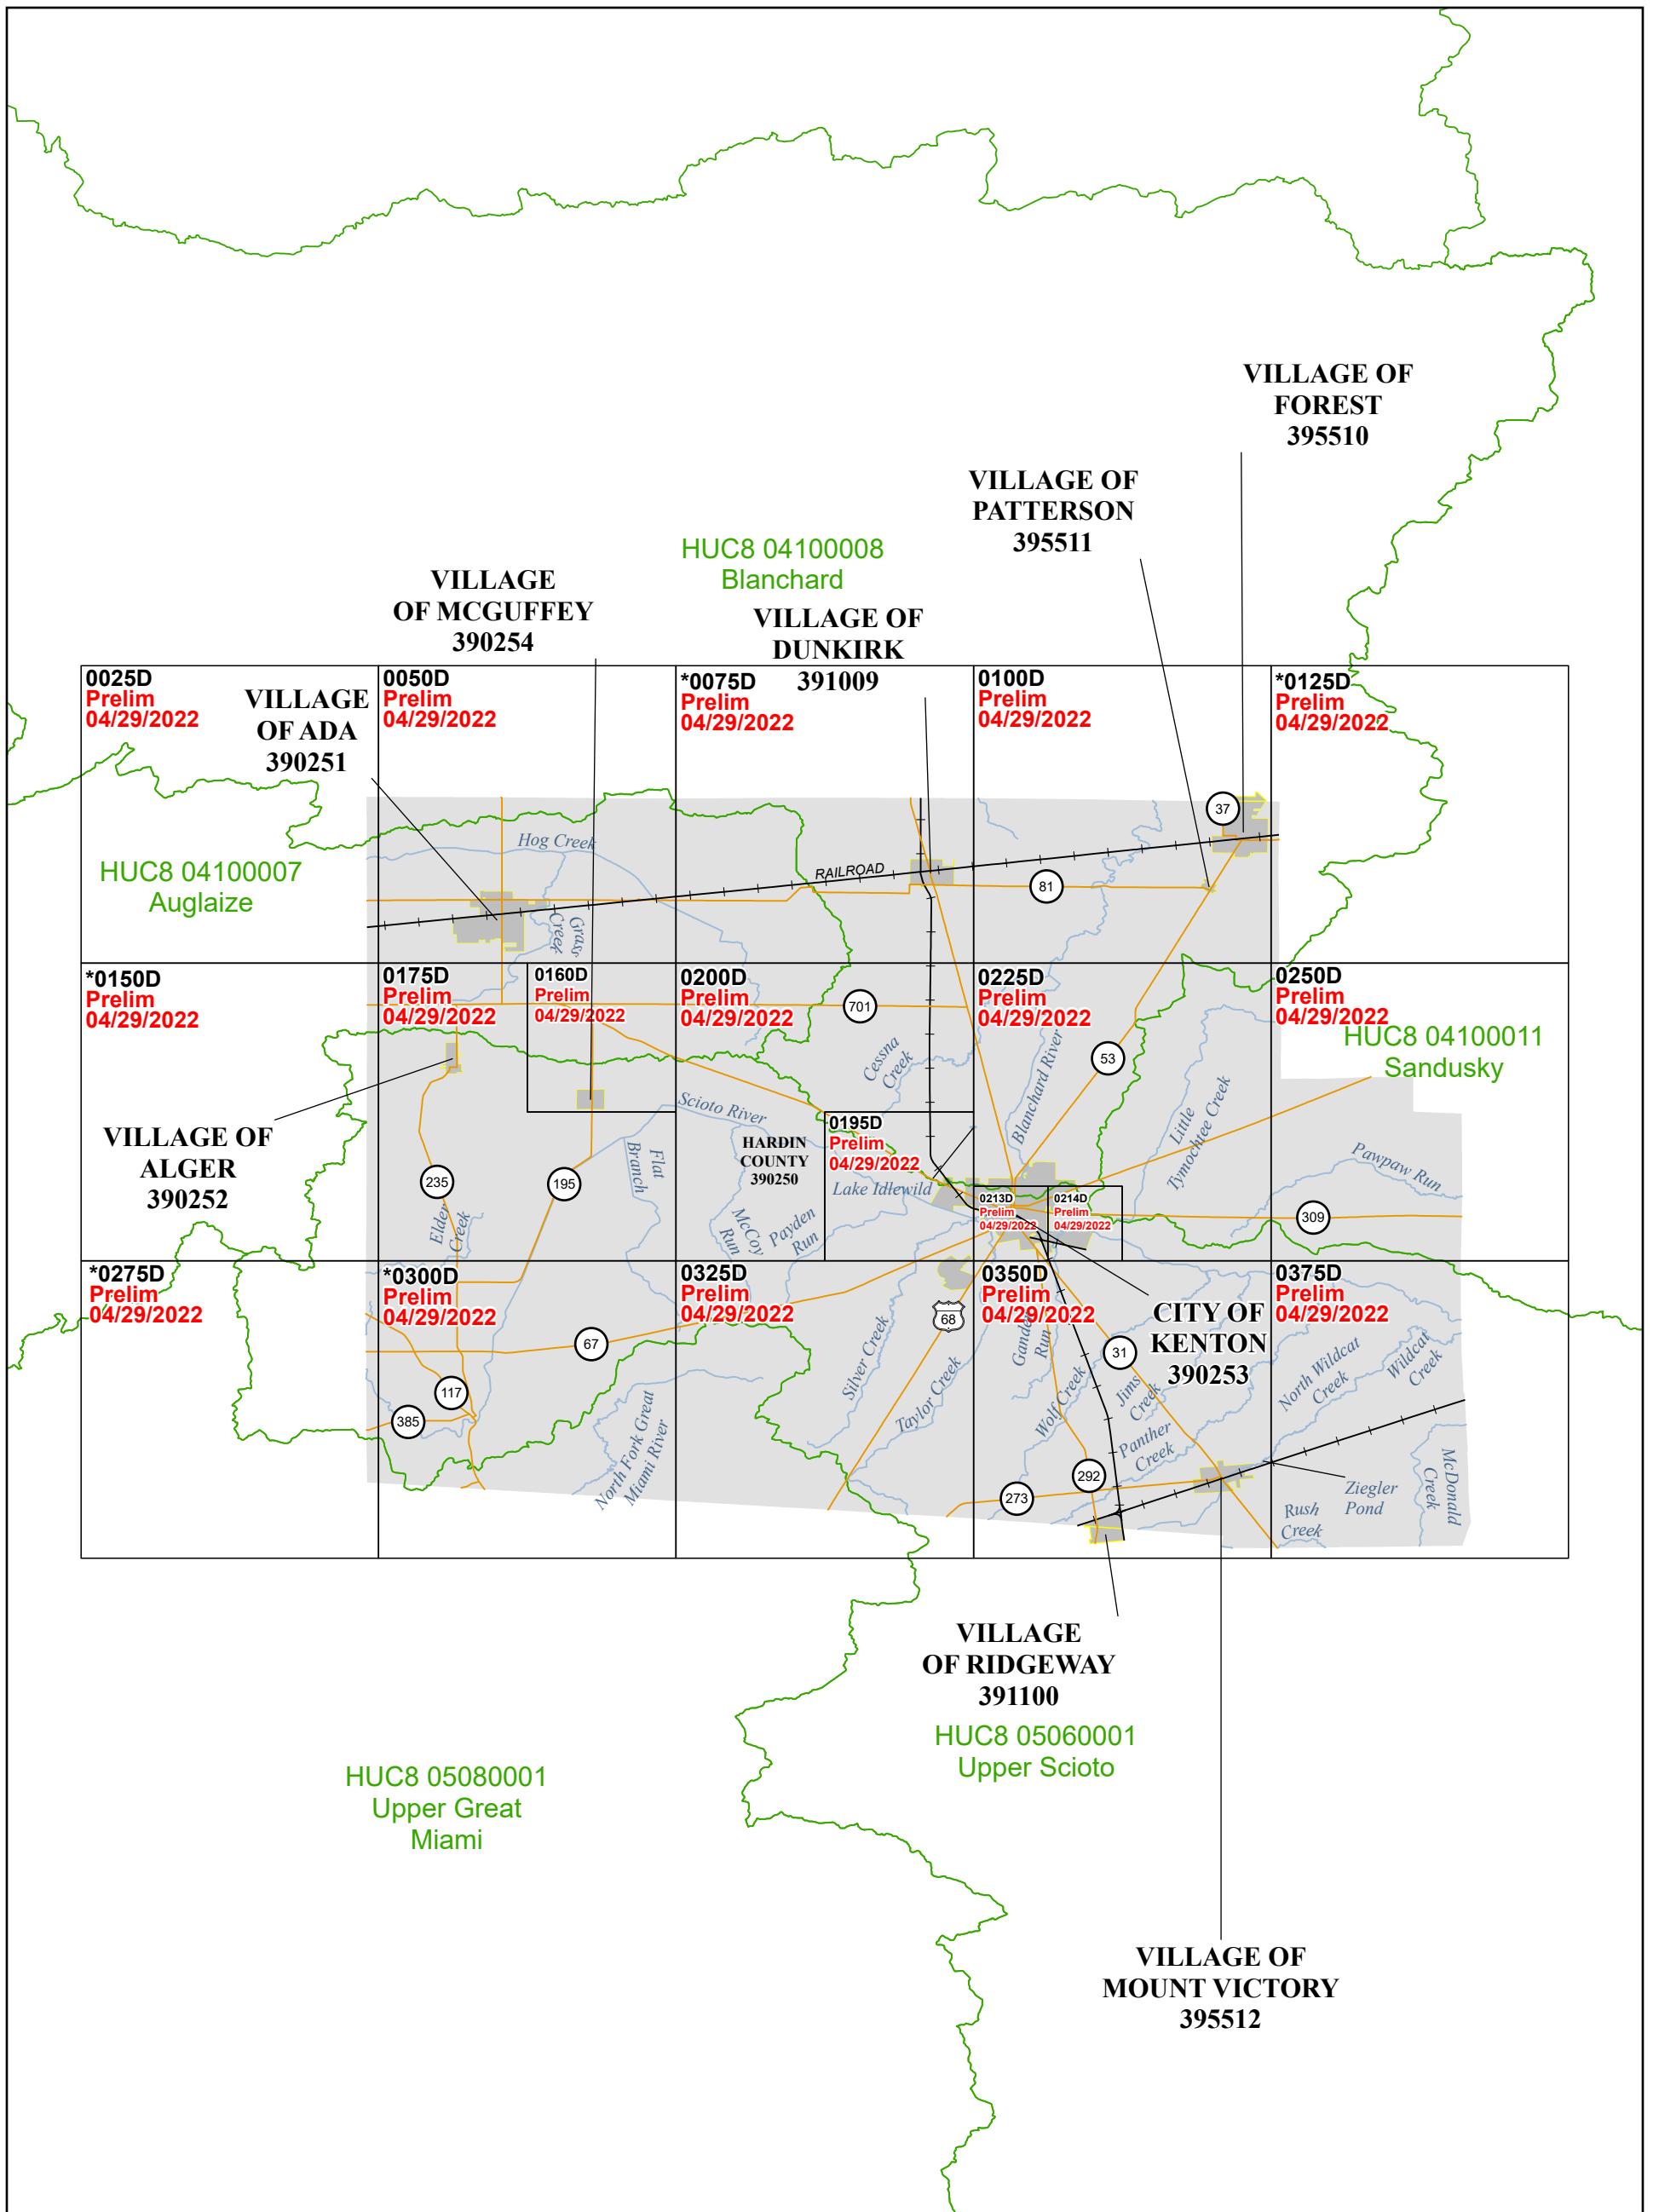 VILLAGE OF
FOREST
395510
VILLAGE OF
PATTERSON
395511
HUC8 04100008
Blanchard
VILLAGE
OF MCGUFFEY
390254
VILLAGE OF
DUNKIRK
391009
0025D
Prelim
04/29/2022
VILLAGE
OF ADA
390251
0050D
Prelim
04/29/2022
*0075D
Prelim
04/29/2022
0100D
Prelim
04/29/2022
*0125D
Prelim
04/29/2022
37
Hog Creek
RAILROAD
81
HUC8 04100007
Auglaize
Grass
Creek
*0150D
Prelim
04/29/2022
0175D
Prelim
04/29/2022
0160D
Prelim
04/29/2022
0200D
Prelim
04/29/2022
701
0225D
Prelim
04/29/2022
0250D
Prelim
04/29/2022
HUC8 04100011
Sandusky
Cessna
Creek
Blanchard River
53
Little
Tymochtee Creek
Scioto River
0195D
Prelim
04/29/2022
HARDIN
COUNTY
390250
VILLAGE OF
ALGER
390252
Flat
Branch
Pawpaw Run
235
195
Lake Idlewild
0213D
Prelim
04/29/2022
0214D
Prelim
04/29/2022
309
Elder
Creek
McCoy
Run
Payden
Run
*0275D
Prelim
04/29/2022
*0300D
Prelim
04/29/2022
0325D
Prelim
04/29/2022
0350D
Prelim
04/29/2022
0375D
Prelim
04/29/2022
68
CITY OF
KENTON
390253
67
Silver Creek
Gander
Run
31
North Wildcat
Creek
Wildcat
Creek
117
385
Taylor Creek
Wolf Creek
Jims
Creek
Panther
Creek
North Fork Great
Miami River
292
273
Ziegler
Pond
Rush
Creek
McDonald
Creek
VILLAGE
OF RIDGEWAY
391100
HUC8 05060001
Upper Scioto
HUC8 05080001
Upper Great
Miami
VILLAGE OF
MOUNT VICTORY
395512